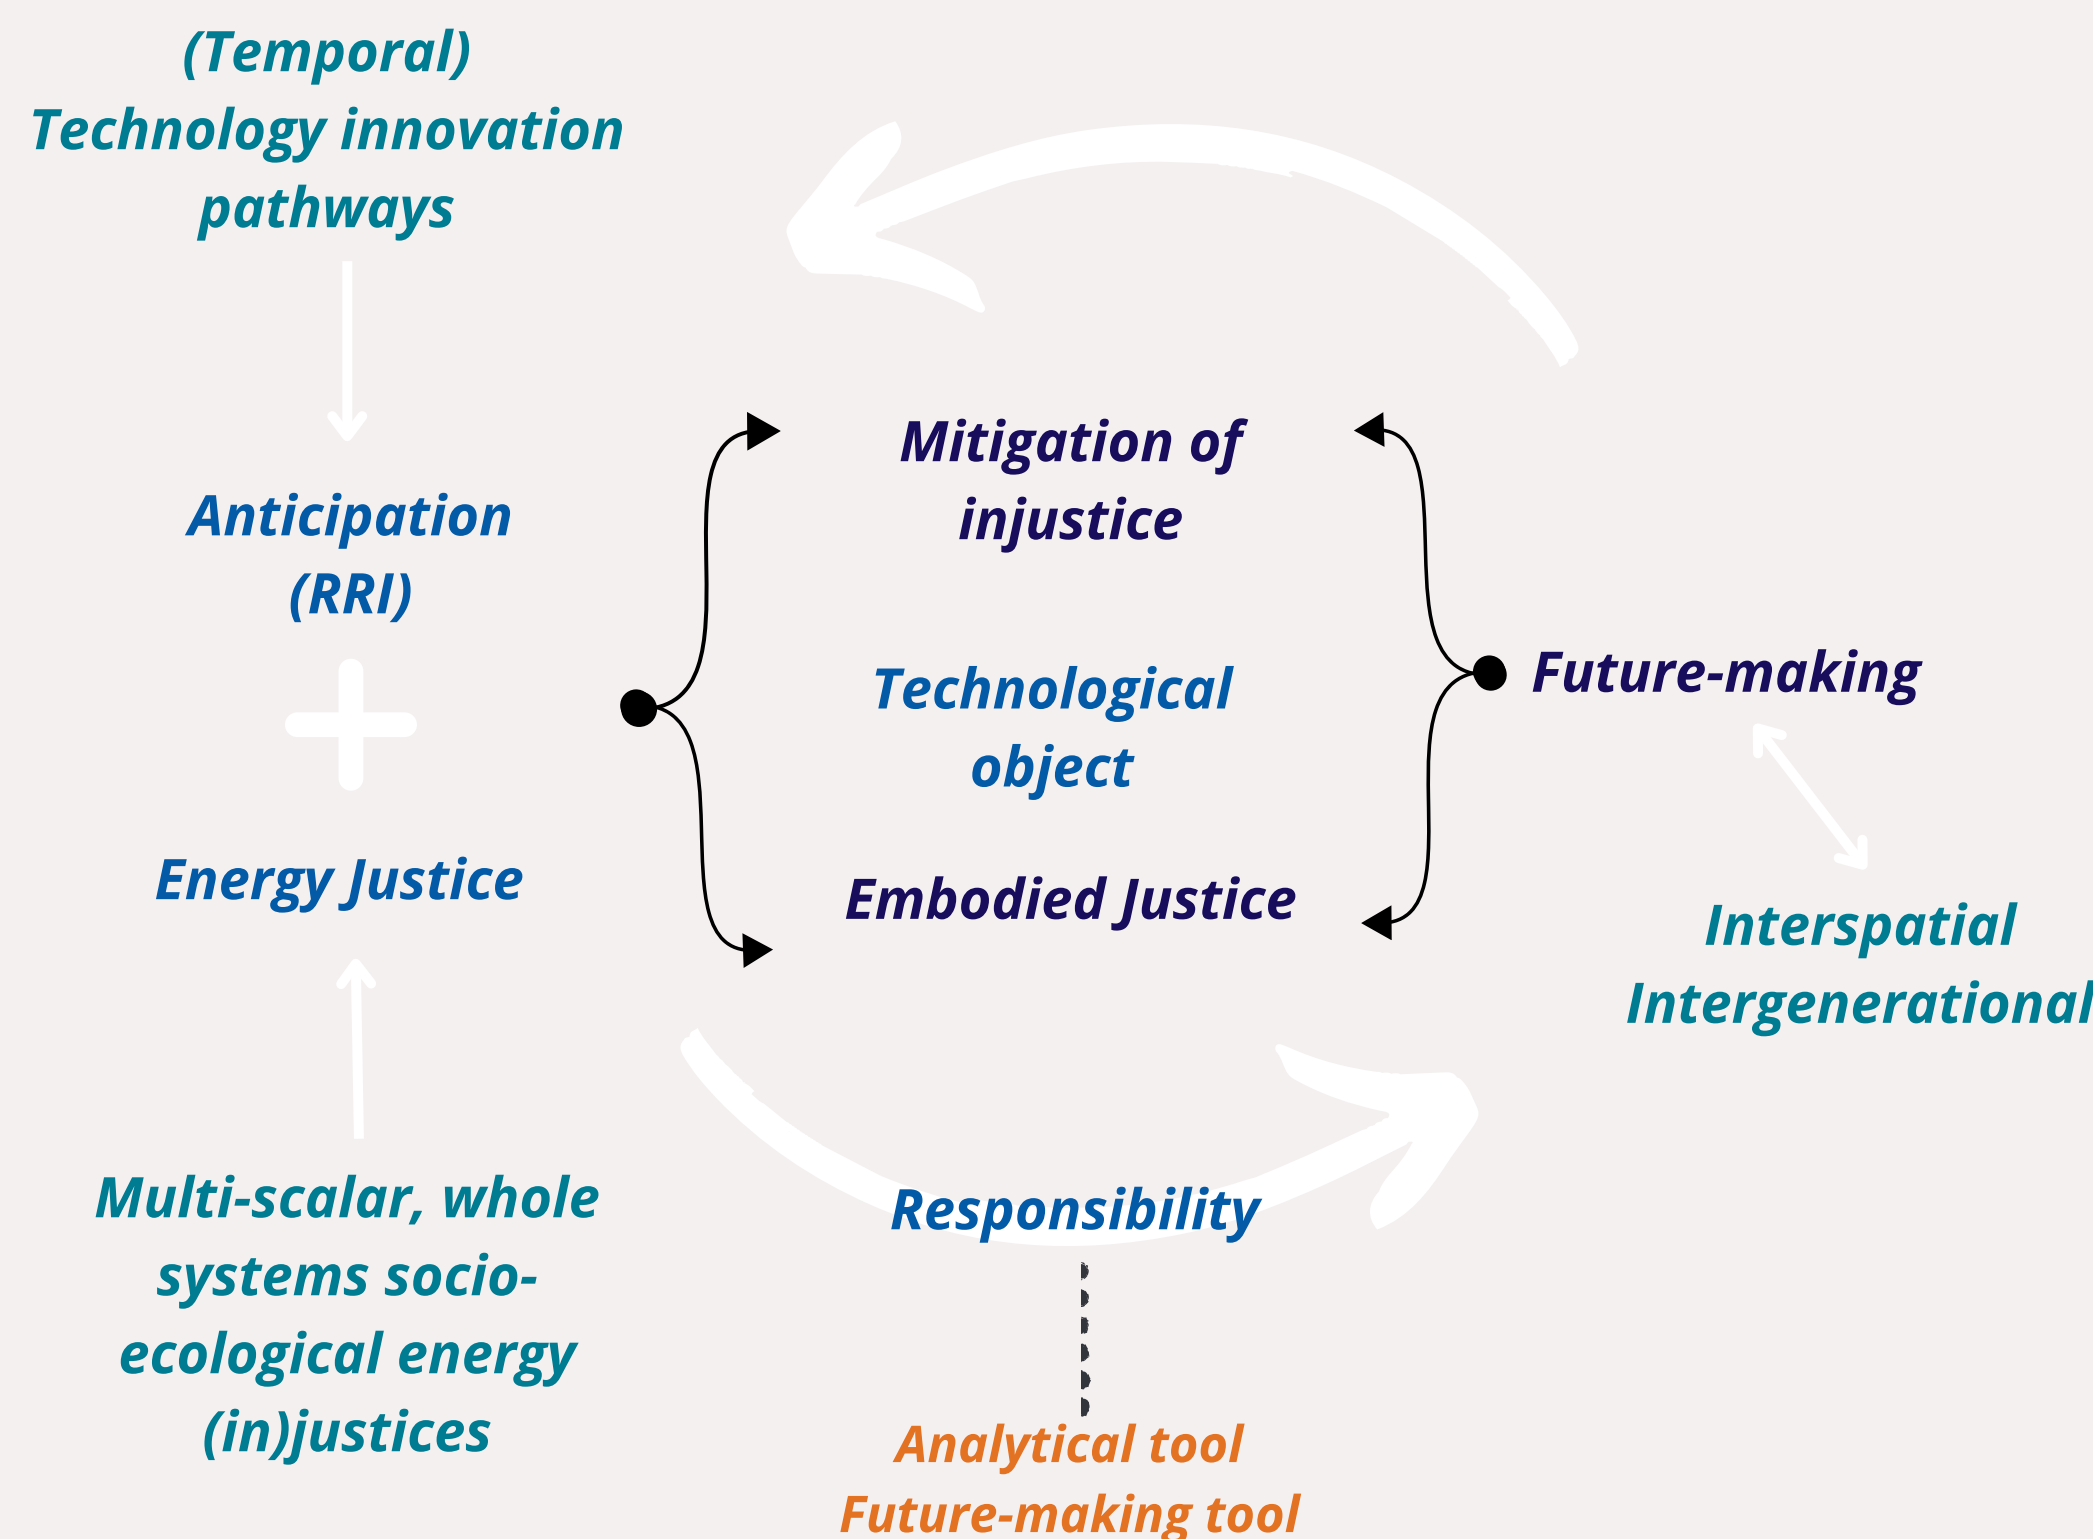 (Temporal)
Technology innovation
pathways
Anticipation
(RRI)
Energy Justice
Multi-scalar, whole
systems socio-
ecological energy
(in)justices
Mitigation of
injustice
Technological
object
Embodied Justice
Responsibility
Analytical tool
Future-making tool
Future-making
Interspatial
Intergenerational